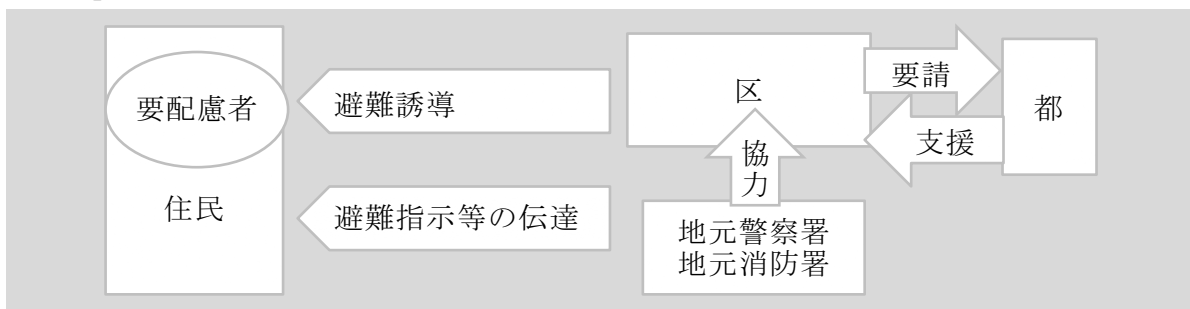 要配慮者
住民
避難誘導
避難指示等の伝達
区
協
力
地元警察署
地元消防署
要請
支援
都